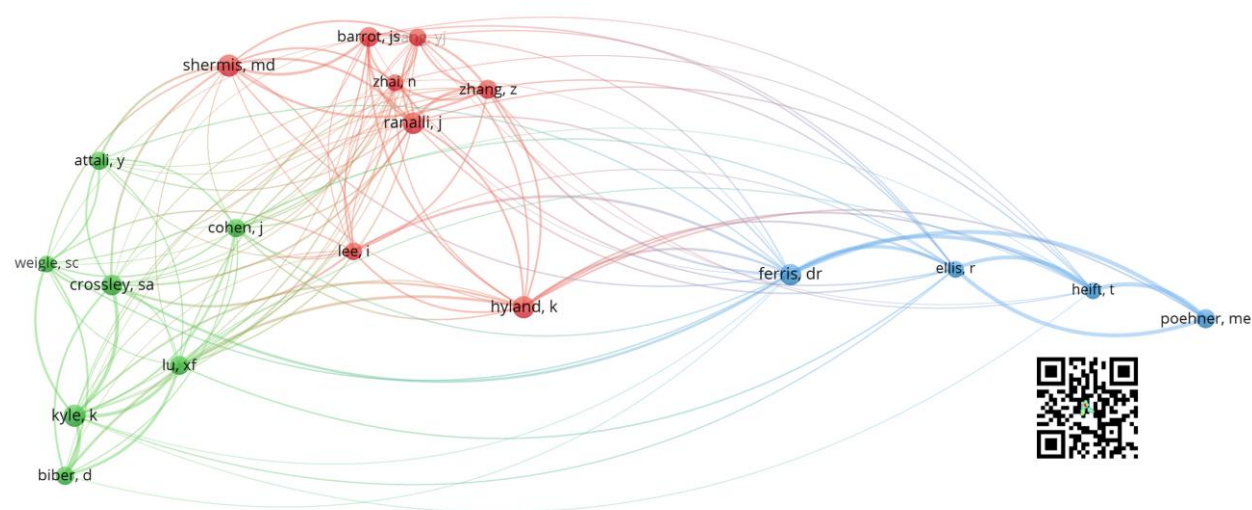 barrot, js
shermis, md
zhai, n
zhang, z
ranalli, j
attali, y
cohen, j
lee, i
weigle, sc
crossley, sa
ferris, dr
ellis, r
heift, t
hyland, k
poehner, me
lu, xf
kyle, k
biber, d